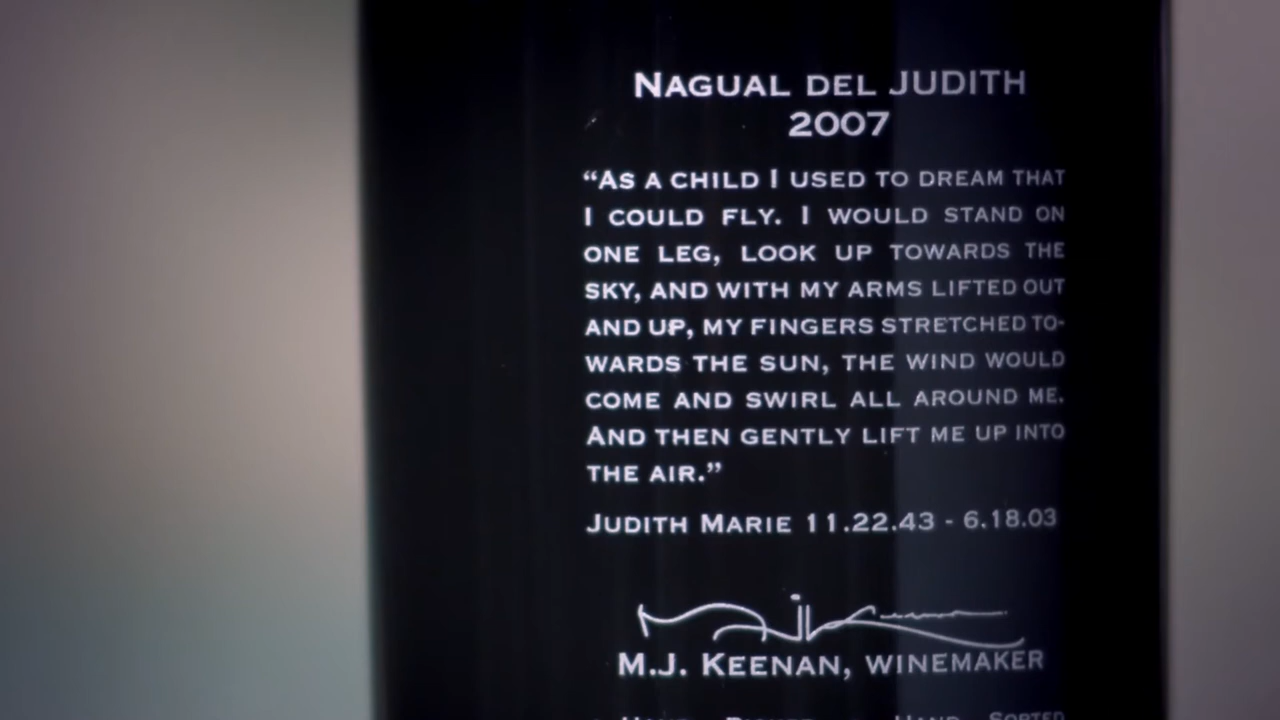 NAGUAL DEL JUDITH
2007
“AS A CHILD I USED TO DREAM THAT
I COULD FLY. I WOULD STAND ON
ONE LEG, LOOK UP TOWARDS THE
SKY, AND WITH MY ARMS LIFTED OUT
AND UP, MY FINGERS STRETCHED TO-
WARDS THE SUN, THE WIND WOULD
COME AND SWIRL ALL AROUND ME.
AND THEN GENTLY LIFT ME UP INTO
THE AIR.”
JUDITH MARIE 11.22.43 - 6.18.03
M.J. KEENAN, WINEMAKER